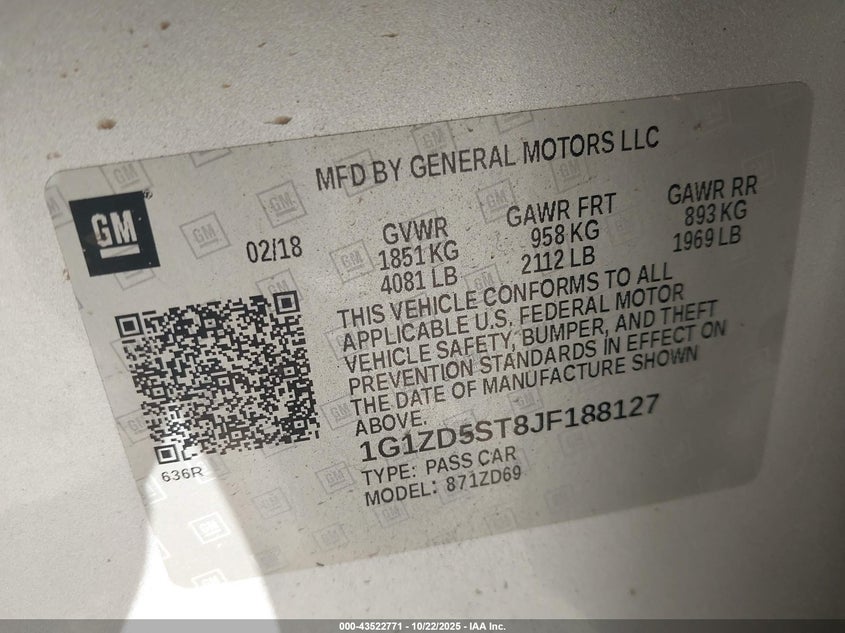 MFD BY GENERAL MOTORS LLC
GM
02/18
GVWR
1851 KG
4081 LB
GAWR FRT
958 KG
2112 LB
GAWR RR
893 KG
1969 LB
THIS VEHICLE CONFORMS TO ALL
APPLICABLE U.S. FEDERAL MOTOR
VEHICLE SAFETY, BUMPER, AND THEFT
PREVENTION STANDARDS IN EFFECT ON
THE DATE OF MANUFACTURE SHOWN
ABOVE.
1G1ZD5ST8JF188127
TYPE: PASS CAR
MODEL: 871ZD69
636R
000-43522771 - 10/22/2025 - IAA Inc.